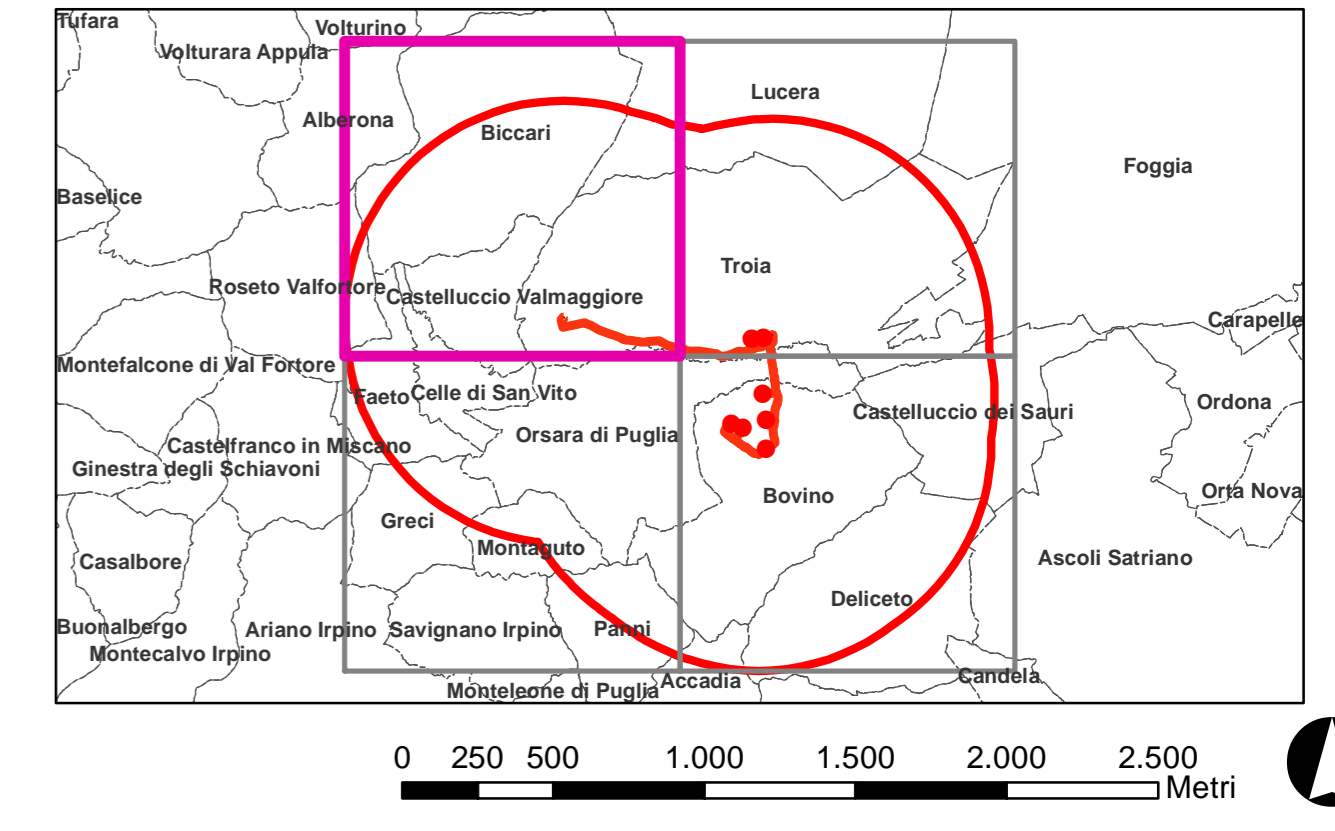 Tufara
Volturino
Volturara Appula
Lucera
Alberona
Biccari
Foggia
Baselice
Troia
Roseto Valfortore
Castelluccio Valmaggiore
Carapelle
Montefalcone di Val Fortore
Faeto
Celle di San Vito
Ordona
Castelluccio dei Sauri
Orsara di Puglia
Castelfranco in Miscano
Ginestra degli Schiavoni
Orta Nova
Bovino
Greci
Montaguto
Casalbore
Ascoli Satriano
Deliceto
Buonalbergo
Ariano Irpino
Savignano Irpino
Panni
Montecalvo Irpino
Candela
Accadia
Monteleone di Puglia
0 250 500 1.000 1.500 2.000 2.500
Metri